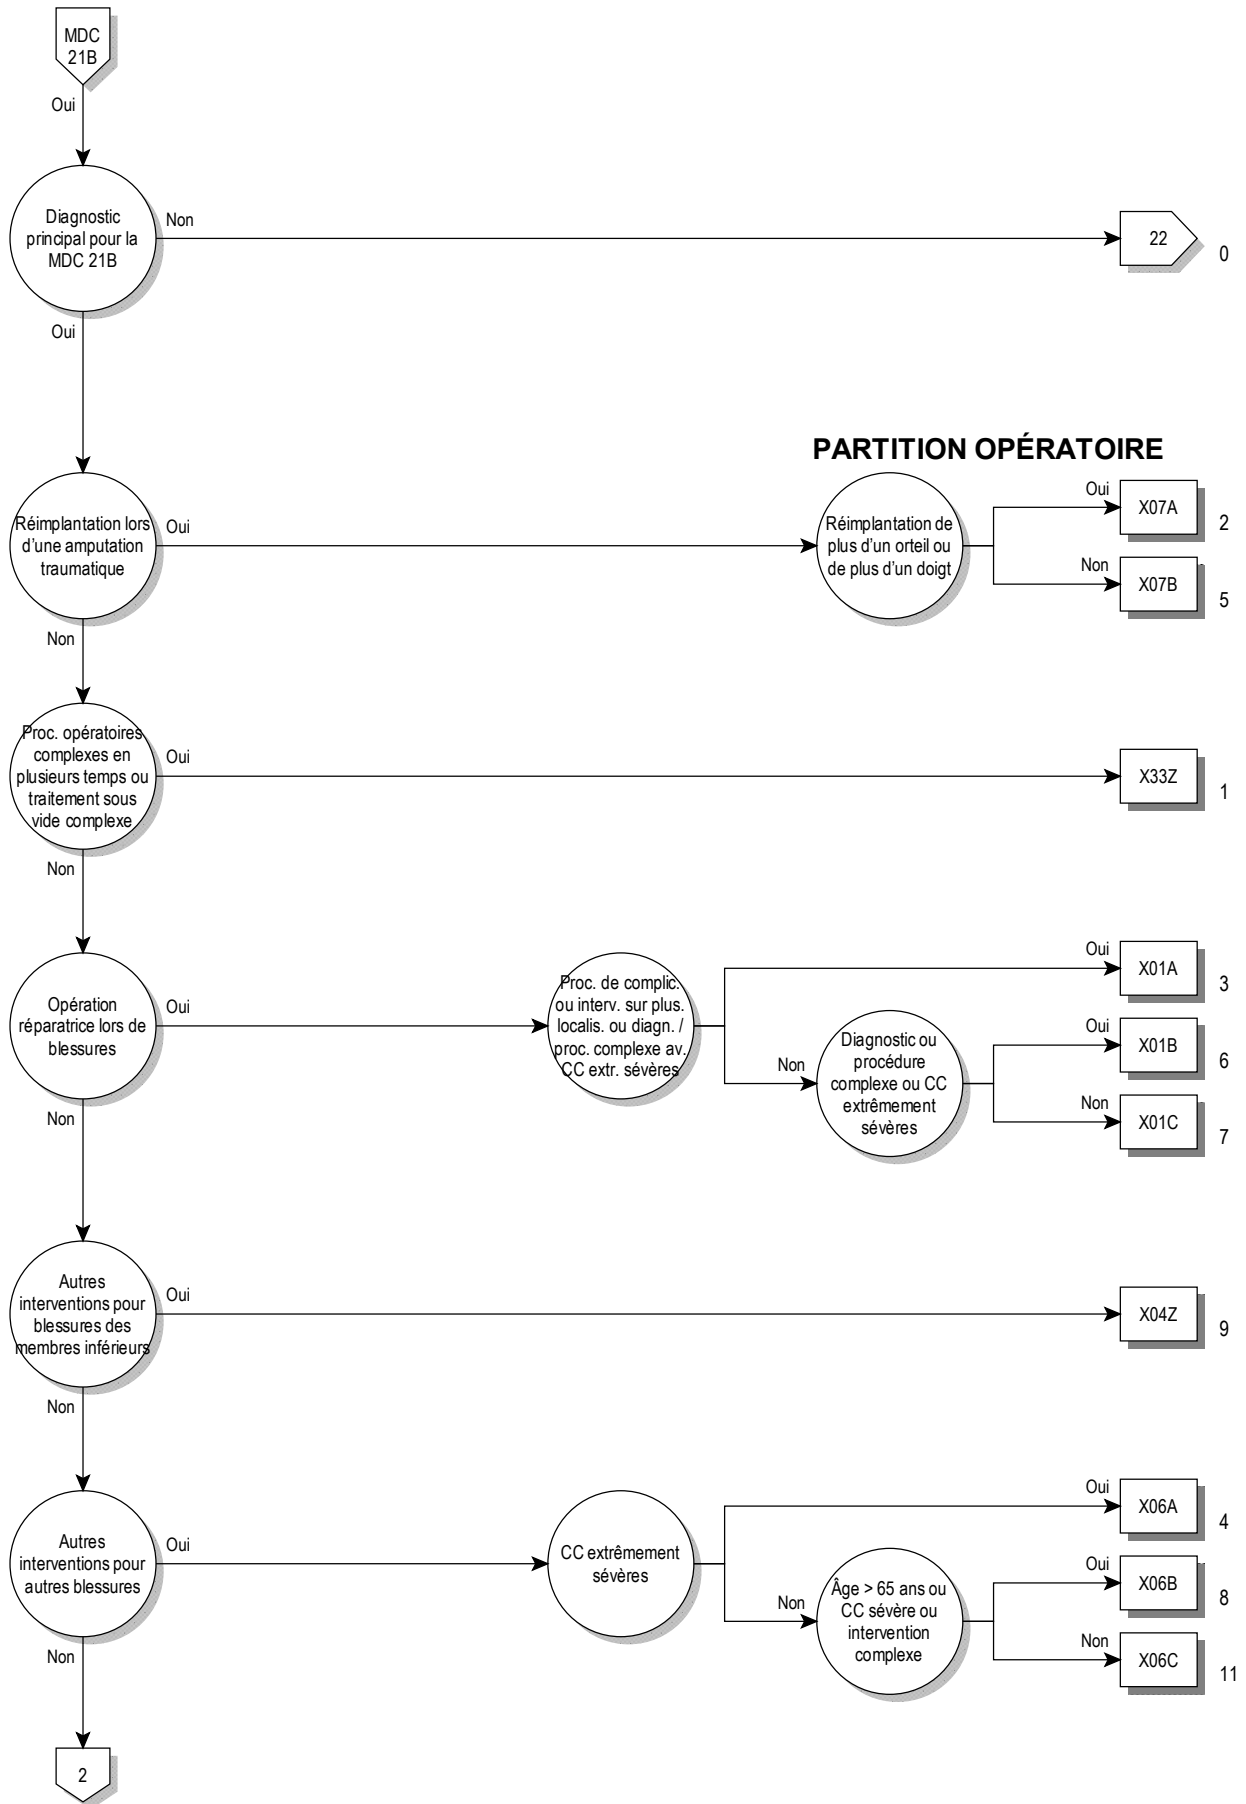 MDC
21B
Oui
Diagnostic
principal pour la
MDC 21B
Non
22
0
Oui
PARTITION OPÉRATOIRE
Réimplantation lors
d'une amputation
traumatique
Oui
Réimplantation de
plus d'un orteil ou
de plus d'un doigt
Oui
X07A
2
Non
X07B
5
Non
Proc. opératoires
complexes en
plusieurs temps ou
traitement sous
vide complexe
Oui
X33Z
1
Non
Opération
réparatrice lors de
blessures
Oui
Proc. de complic.
ou interv. sur plus.
localis. ou diagn. /
proc. complexe av.
CC extr. sévères
Oui
X01A
3
Non
Diagnostic ou
procédure
complexe ou CC
extrêmement
sévères
Oui
X01B
6
Non
X01C
7
Non
Autres
interventions pour
blessures des
membres inférieurs
Oui
X04Z
9
Non
Autres
interventions pour
autres blessures
Oui
CC extrêmement
sévères
Oui
X06A
4
Non
Âge > 65 ans ou
CC sévère ou
intervention
complexe
Oui
X06B
8
Non
X06C
11
Non
2